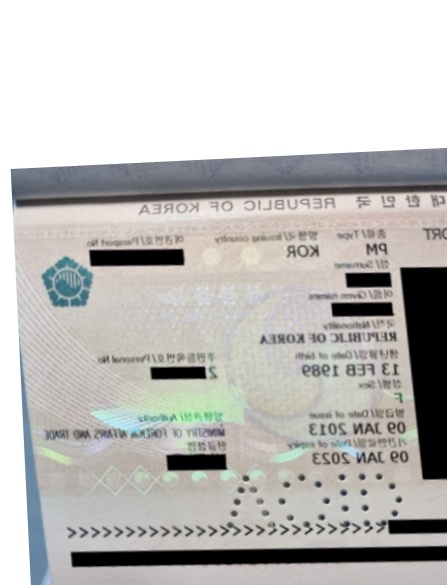 대한민국 REPUBLIC OF KOREA
PORT
종류/Type 발행국/Issuing country 여권번호/Passport No.
PM KOR
성/Surname
이름/Given names
국적/Nationality
REPUBLIC OF KOREA
생년월일/Date of birth 주민등록번호/Personal No.
13 FEB 1989 2
성별/Sex
F
발급일/Date of issue 발행관청/Authority
09 JAN 2013 MINISTRY OF FOREIGN AFFAIRS AND TRADE
기간만료일/Date of expiry 한글성명
09 JAN 2023
VOID
<<<<<<<<<<<<<<<<<<<<<<<<<<<<